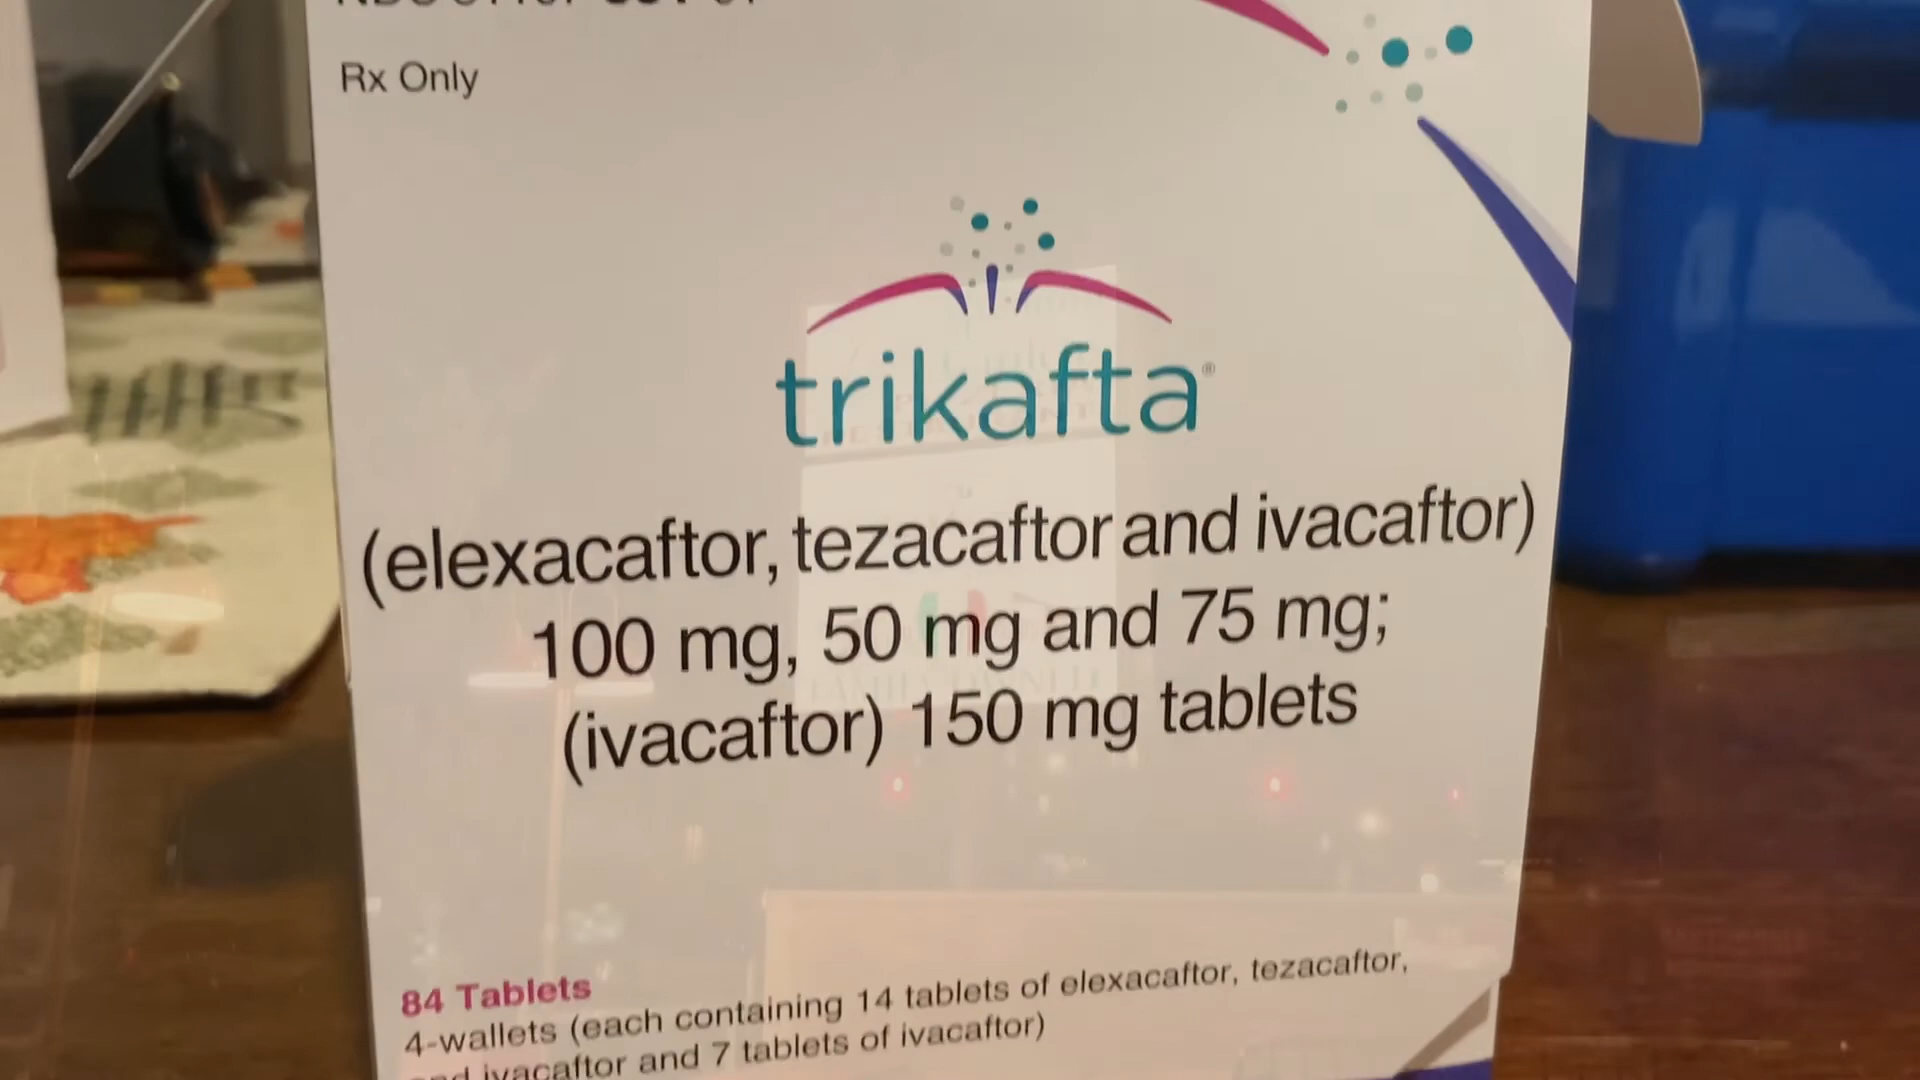 Rx Only
trikafta®
(elexacaftor, tezacaftor and ivacaftor)
100 mg, 50 mg and 75 mg;
(ivacaftor) 150 mg tablets
84 Tablets
4-wallets (each containing 14 tablets of elexacaftor, tezacaftor,
and ivacaftor and 7 tablets of ivacaftor)